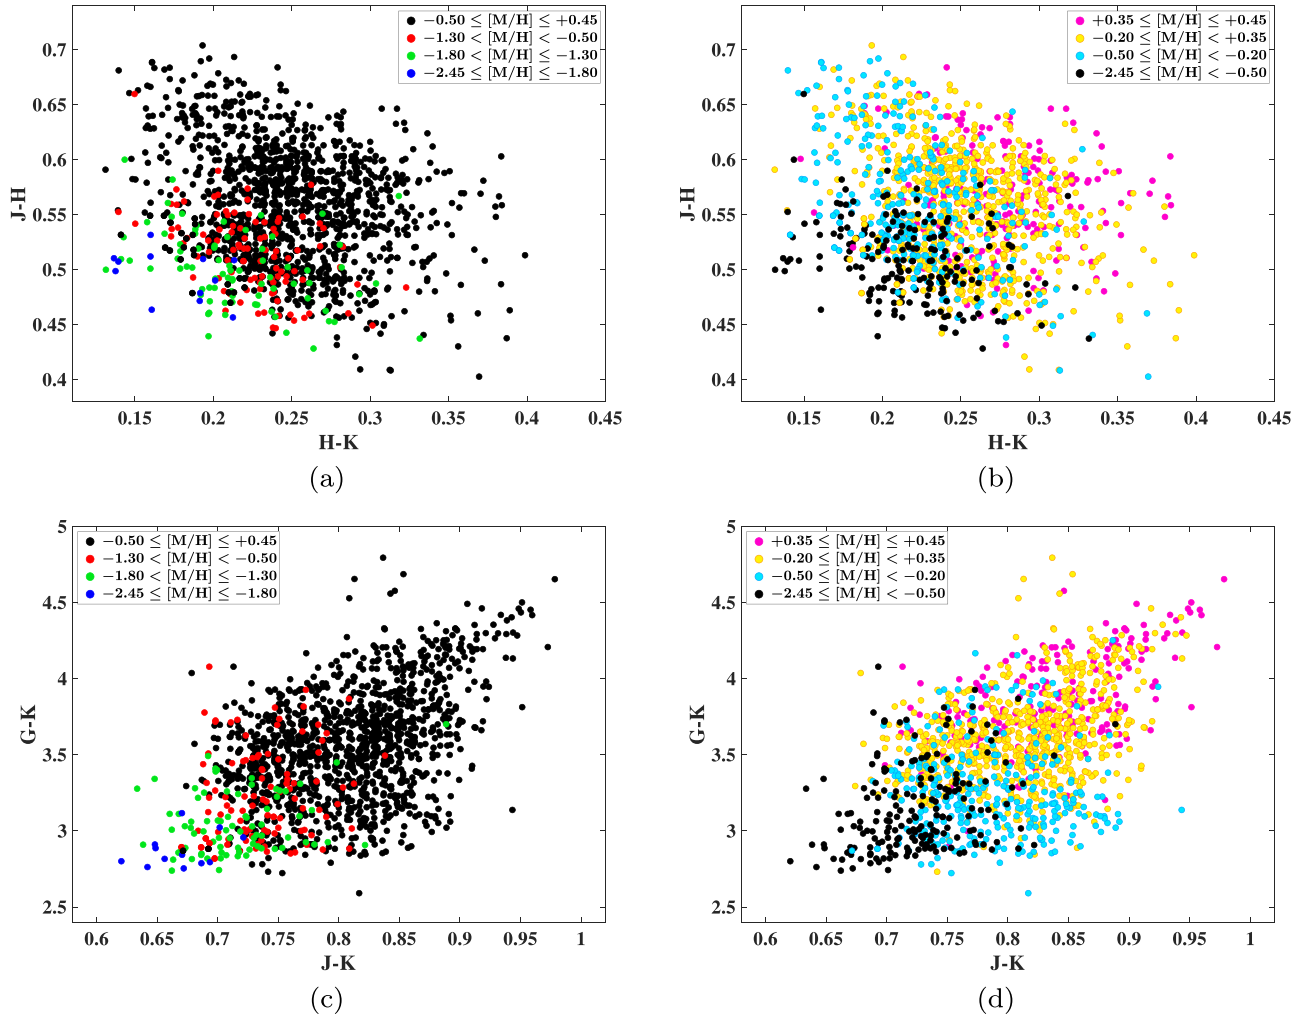 −0.50 ≤ [M/H] ≤ +0.45
−1.30 < [M/H] < −0.50
−1.80 < [M/H] ≤ −1.30
−2.45 ≤ [M/H] ≤ −1.80
0.7
0.65
0.6
0.55
0.5
0.45
0.4
J-H
0.15 0.2 0.25 0.3 0.35 0.4 0.45
H-K
(a)
+0.35 ≤ [M/H] ≤ +0.45
−0.20 ≤ [M/H] < +0.35
−0.50 ≤ [M/H] < −0.20
−2.45 ≤ [M/H] < −0.50
0.7
0.65
0.6
0.55
0.5
0.45
0.4
J-H
0.15 0.2 0.25 0.3 0.35 0.4 0.45
H-K
(b)
−0.50 ≤ [M/H] ≤ +0.45
−1.30 < [M/H] < −0.50
−1.80 < [M/H] ≤ −1.30
−2.45 ≤ [M/H] ≤ −1.80
5
4.5
4
3.5
3
2.5
G-K
0.6 0.65 0.7 0.75 0.8 0.85 0.9 0.95 1
J-K
(c)
+0.35 ≤ [M/H] ≤ +0.45
−0.20 ≤ [M/H] < +0.35
−0.50 ≤ [M/H] < −0.20
−2.45 ≤ [M/H] < −0.50
5
4.5
4
3.5
3
2.5
G-K
0.6 0.65 0.7 0.75 0.8 0.85 0.9 0.95 1
J-K
(d)